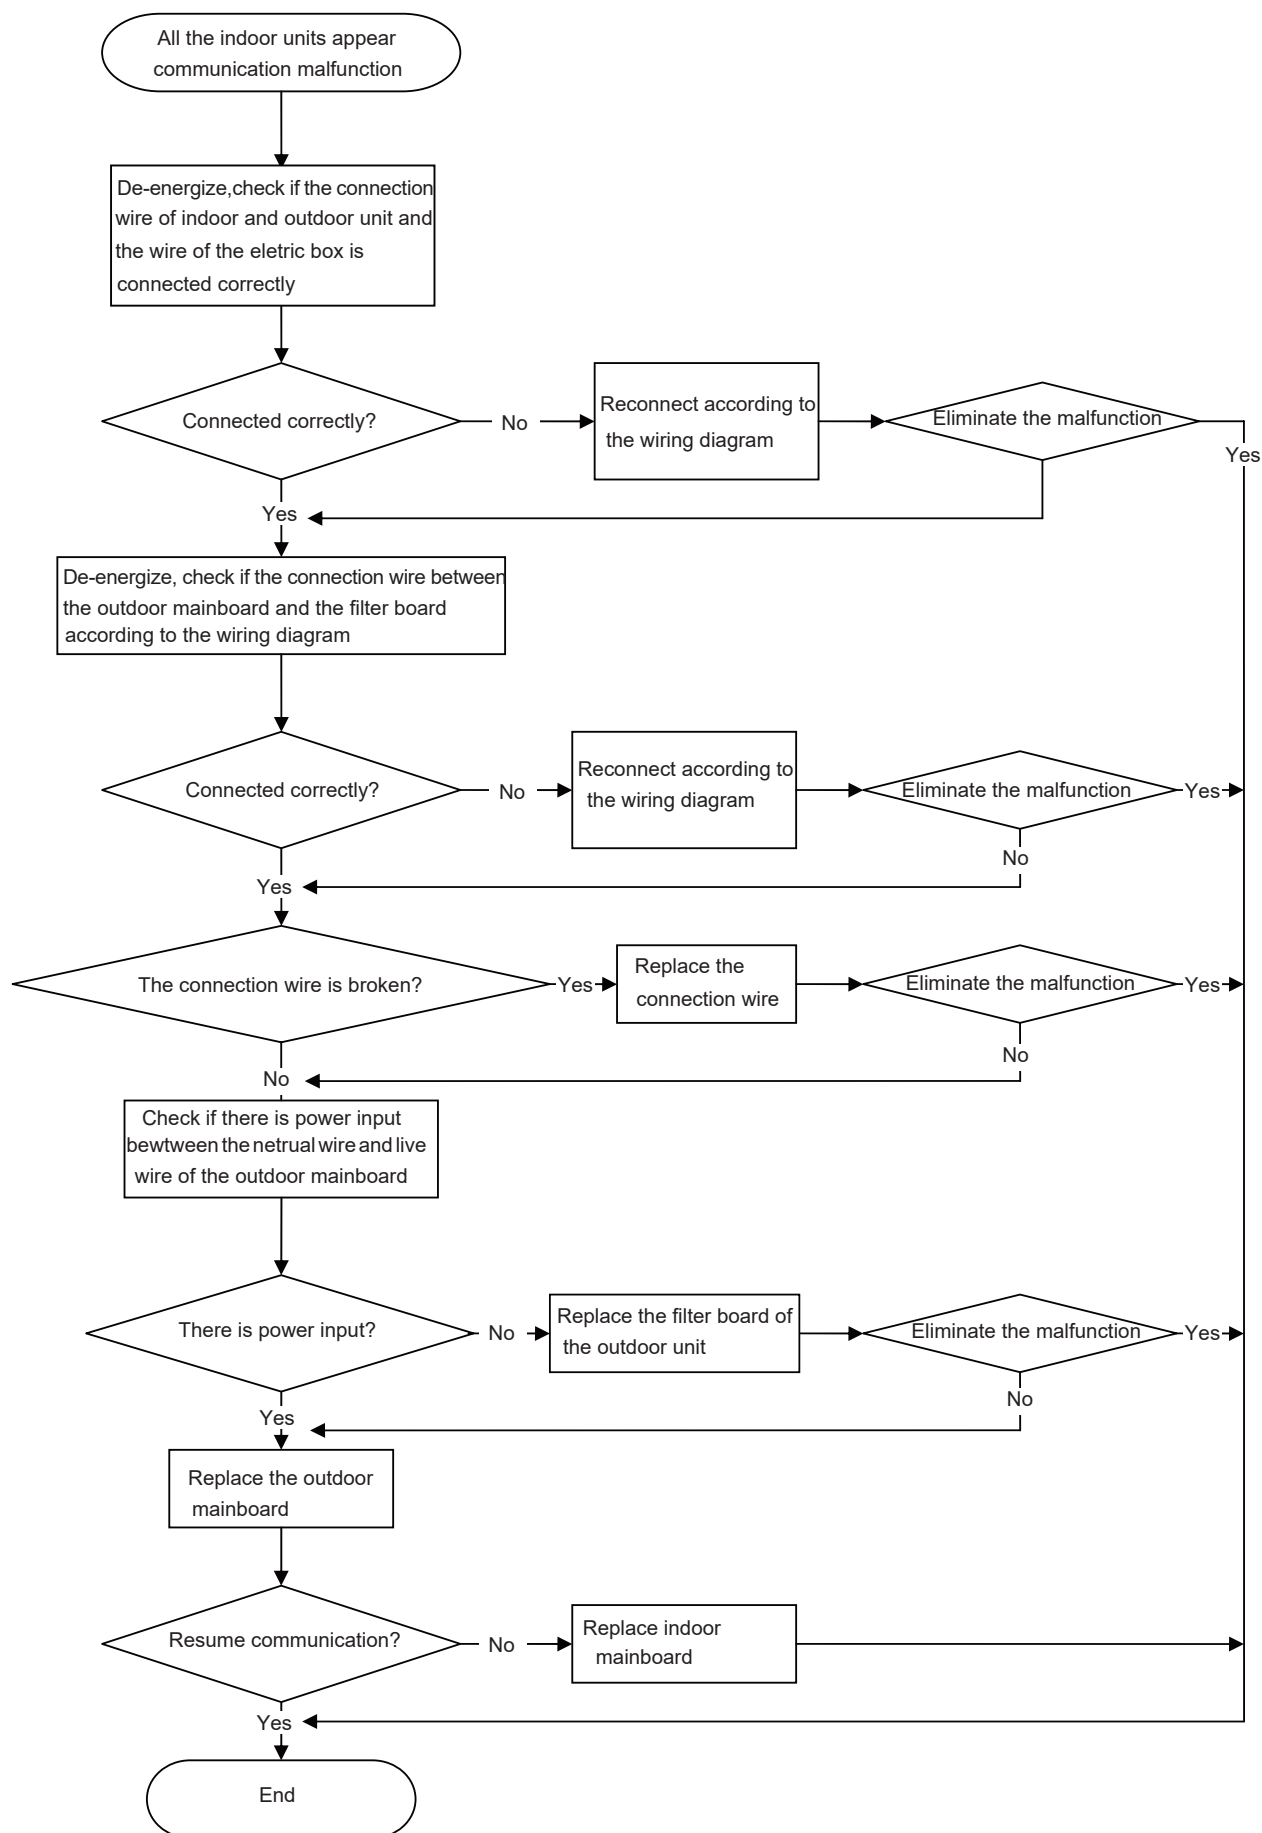 All the indoor units appear
communication malfunction
De-energize,check if the connection
wire of indoor and outdoor unit and
the wire of the eletric box is
connected correctly
Connected correctly?
No
Reconnect according to
the wiring diagram
Eliminate the malfunction
Yes
Yes
De-energize, check if the connection wire between
the outdoor mainboard and the filter board
according to the wiring diagram
Connected correctly?
No
Reconnect according to
the wiring diagram
Eliminate the malfunction
Yes
No
Yes
The connection wire is broken?
Yes
Replace the
connection wire
Eliminate the malfunction
Yes
No
No
Check if there is power input
bewtween the netrual wire and live
wire of the outdoor mainboard
There is power input?
No
Replace the filter board of
the outdoor unit
Eliminate the malfunction
Yes
No
Yes
Replace the outdoor
mainboard
Resume communication?
No
Replace indoor
mainboard
Yes
End